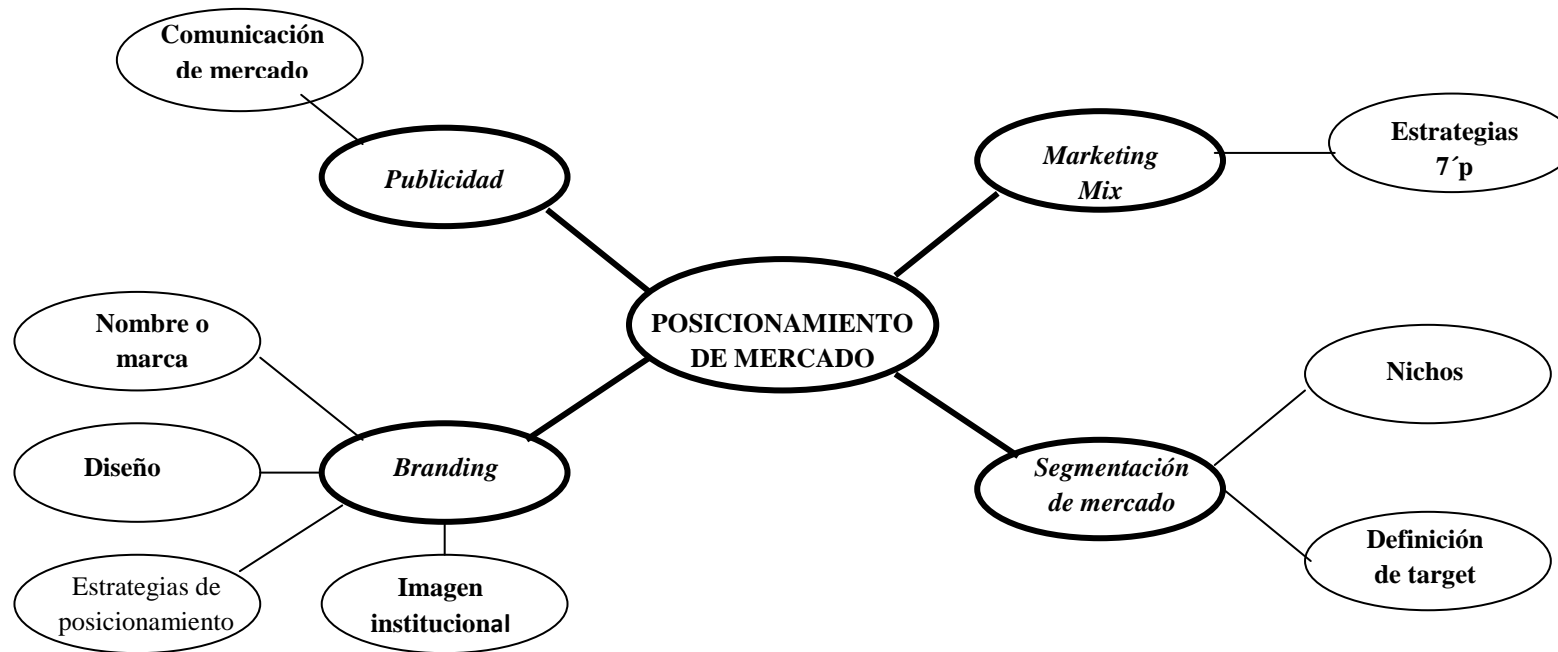 Comunicación
de mercado
Publicidad
Marketing
Mix
Estrategias
7´p
POSICIONAMIENTO
DE MERCADO
Nombre o
marca
Diseño
Branding
Estrategias de
posicionamiento
Imagen
institucional
Segmentación
de mercado
Nichos
Definición
de target